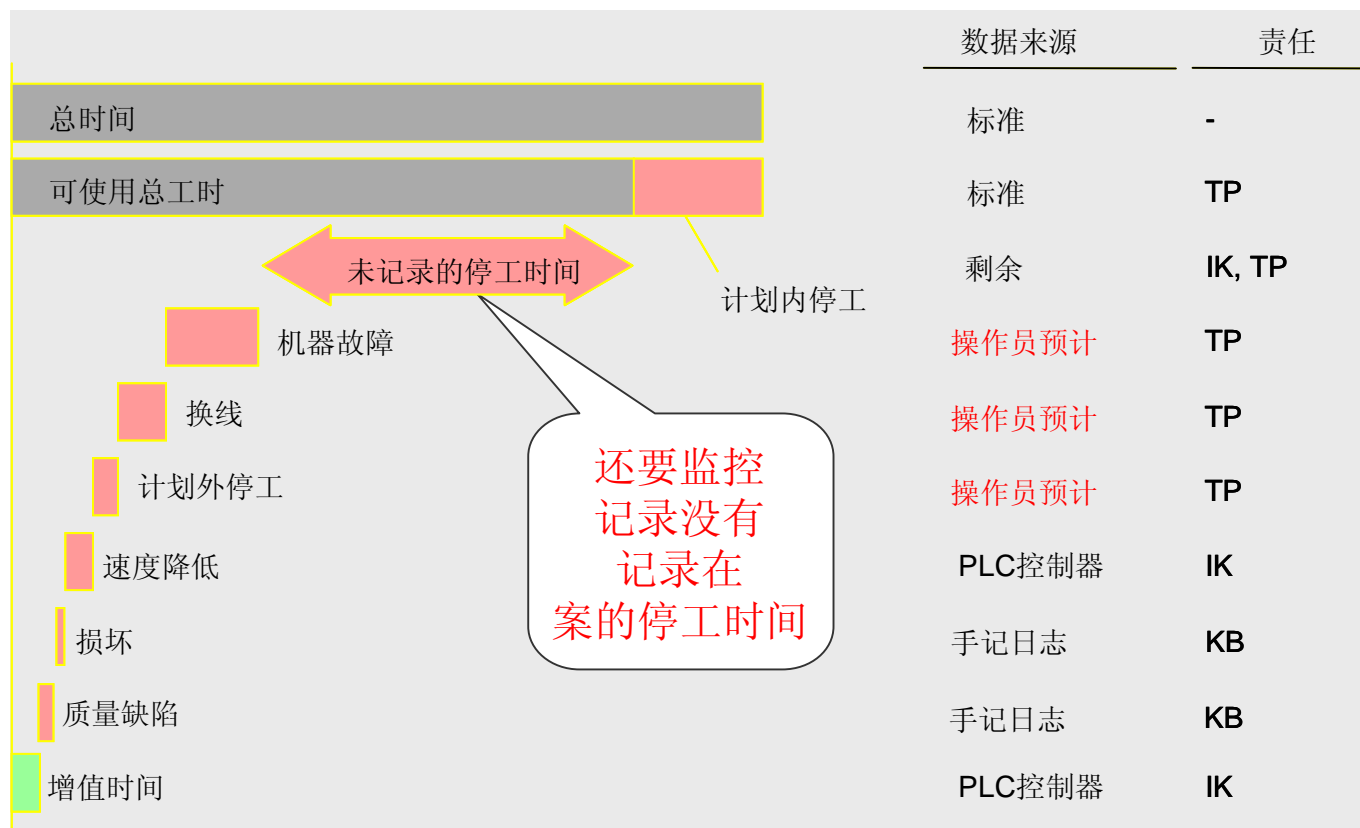 数据来源 责任
总时间 标准 -
可使用总工时 标准 TP
未记录的停工时间 剩余 IK, TP
计划内停工
机器故障 操作员预计 TP
换线 操作员预计 TP
计划外停工 操作员预计 TP
还要监控
记录没有
记录在
案的停工时间
速度降低 PLC控制器 IK
损坏 手记日志 KB
质量缺陷 手记日志 KB
增值时间 PLC控制器 IK